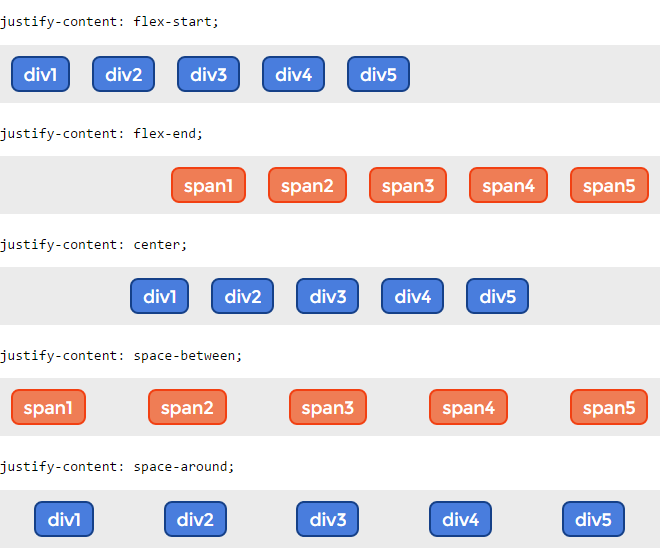 justify-content: flex-start;
div1 div2 div3 div4 div5
justify-content: flex-end;
span1 span2 span3 span4 span5
justify-content: center;
div1 div2 div3 div4 div5
justify-content: space-between;
span1 span2 span3 span4 span5
justify-content: space-around;
div1 div2 div3 div4 div5